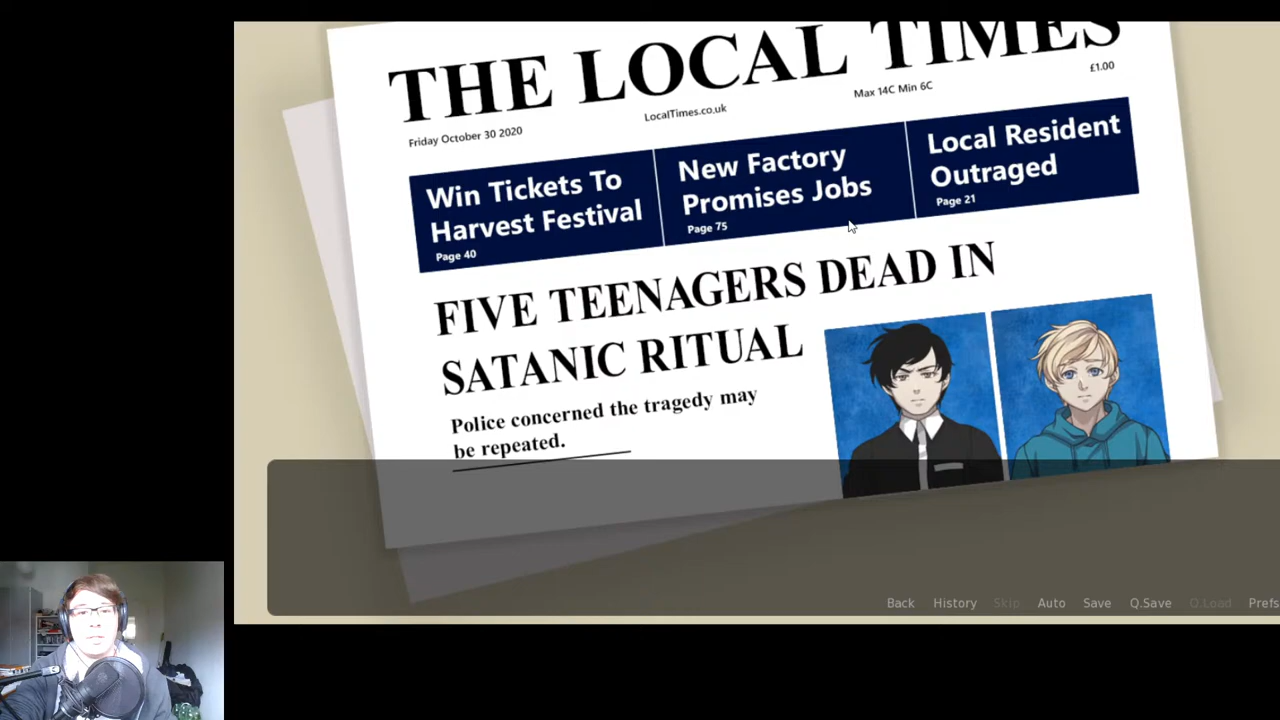 THE LOCAL TIMES
Friday October 30 2020
LocalTimes.co.uk
Max 14C Min 6C
£1.00
Win Tickets To
Harvest Festival
Page 40
New Factory
Promises Jobs
Page 75
Local Resident
Outraged
Page 21
FIVE TEENAGERS DEAD IN
SATANIC RITUAL
Police concerned the tragedy may
be repeated.
Back History Skip Auto Save Q.Save Q.Load Prefs